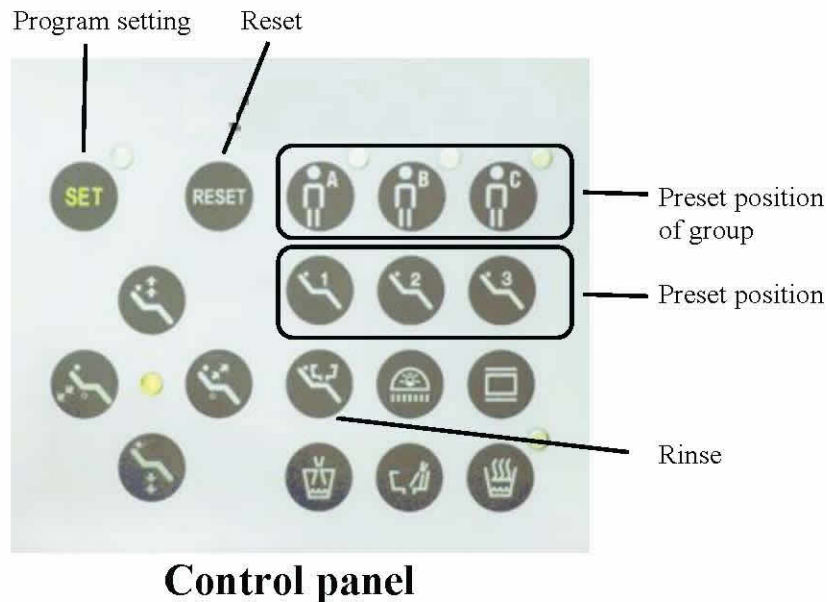 Program setting Reset
SET RESET A B C
Preset position
of group
1 2 3
Preset position
Rinse
Control panel